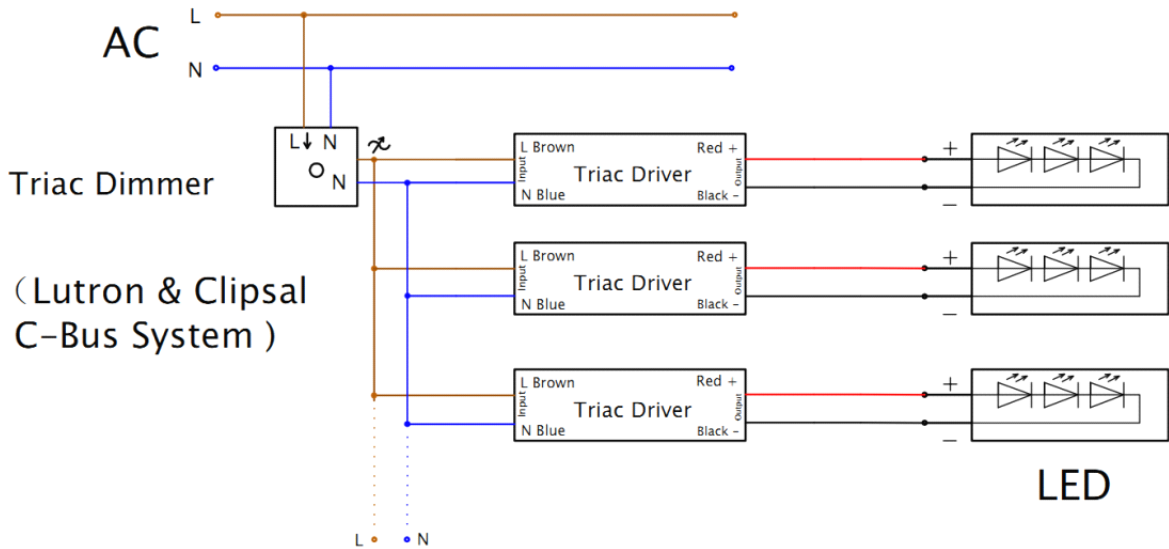 L
AC
N
L↓ N
N
Triac Dimmer
（Lutron & Clipsal
C-Bus System )
L Brown
Input
N Blue
Triac Driver
Red +
Output
Black -
+
−
L Brown
Input
N Blue
Triac Driver
Red +
Output
Black -
+
−
L Brown
Input
N Blue
Triac Driver
Red +
Output
Black -
+
−
LED
L
N